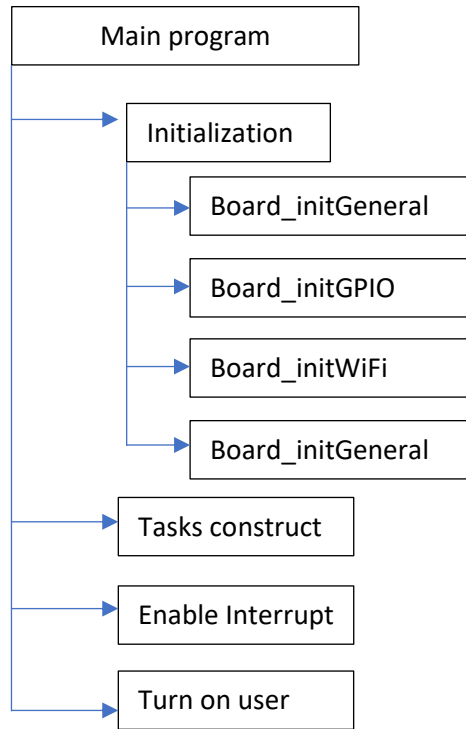 Main program
Initialization
Board_initGeneral
Board_initGPIO
Board_initWiFi
Board_initGeneral
Tasks construct
Enable Interrupt
Turn on user